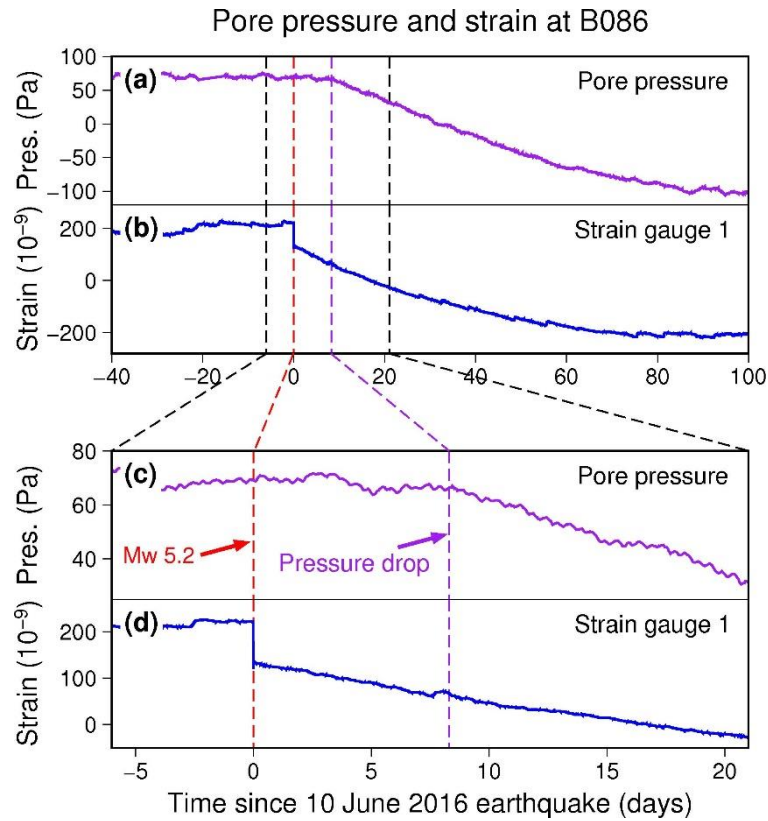 Pore pressure and strain at B086
100
50
0
−50
−100
Pres. (Pa)
(a)
Pore pressure
200
0
−200
Strain (10⁻⁹)
(b)
Strain gauge 1
−40 −20 0 20 40 60 80 100
80
60
40
Pres. (Pa)
(c)
Pore pressure
Mw 5.2
Pressure drop
200
100
0
Strain (10⁻⁹)
(d)
Strain gauge 1
−5 0 5 10 15 20
Time since 10 June 2016 earthquake (days)